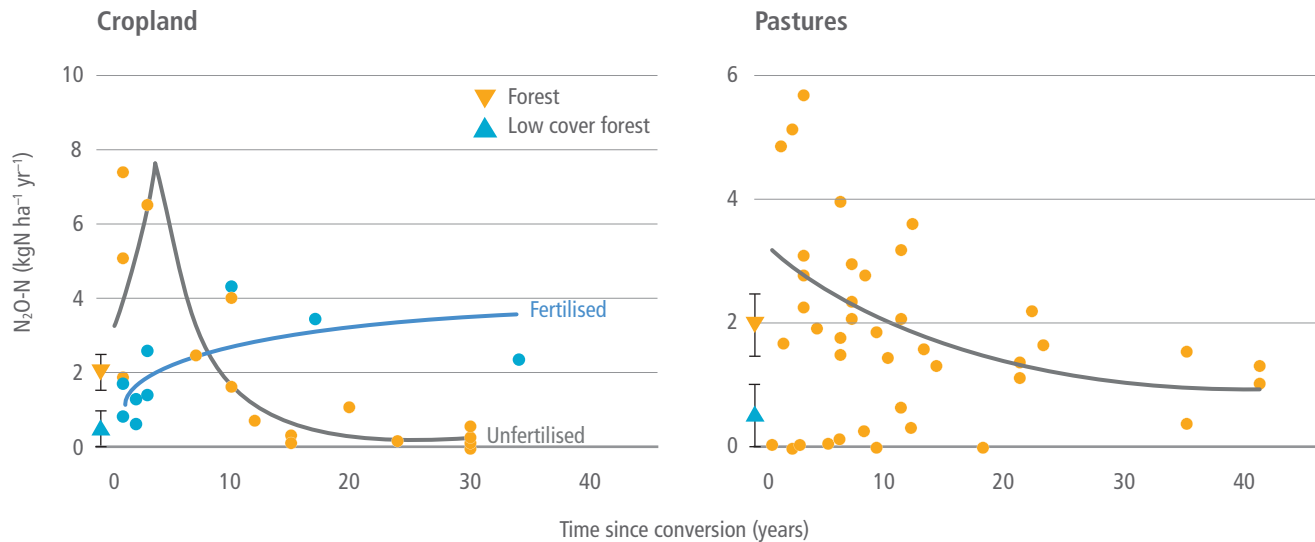 Cropland
Pastures
10
8
6
4
2
0
N₂O-N (kgN ha⁻¹ yr⁻¹)
Forest
Low cover forest
Fertilised
Unfertilised
0 10 20 30 40
6
4
2
0
0 10 20 30 40
Time since conversion (years)